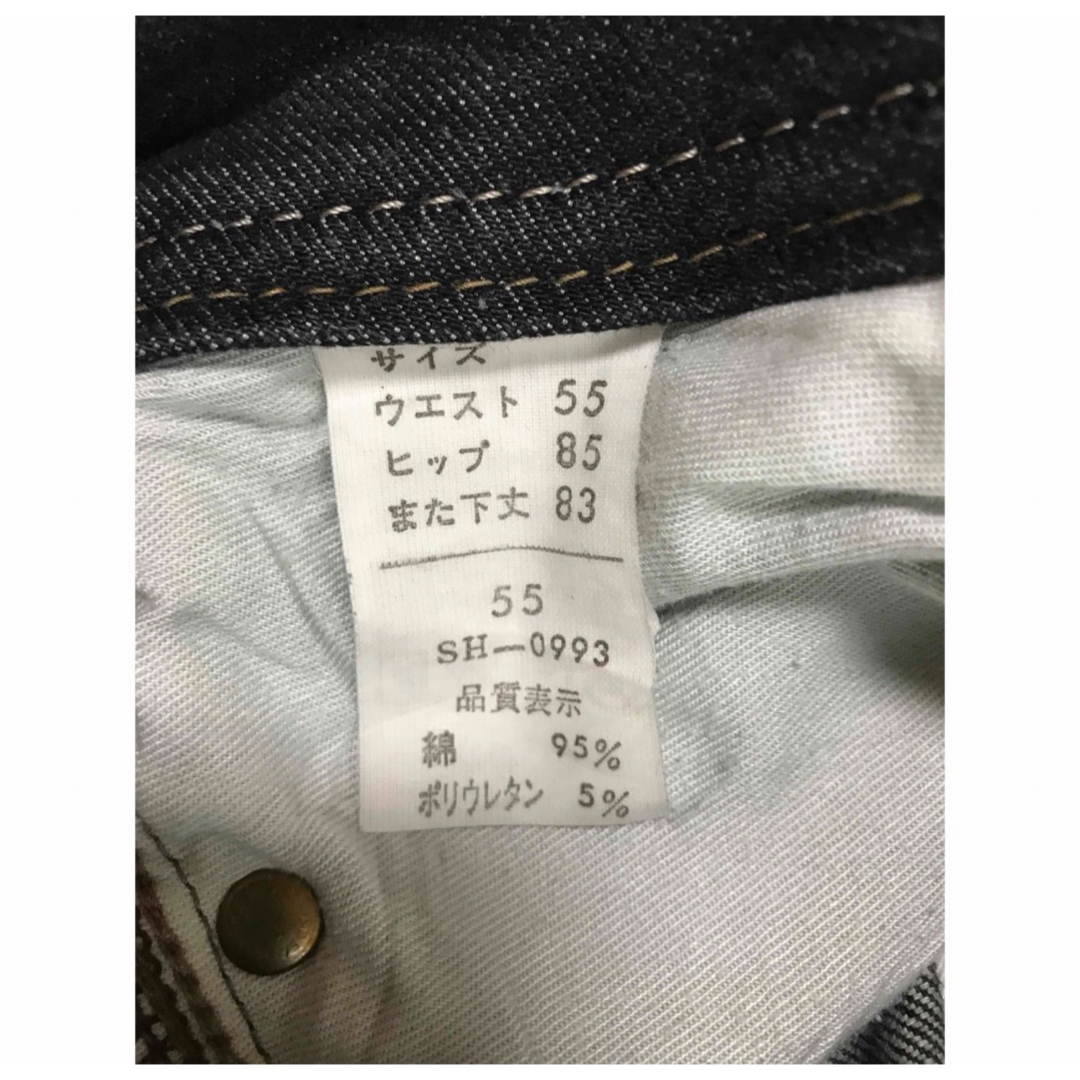 サイズ
ウエスト 55
ヒップ 85
また下丈 83
55
SH-0993
品質表示
綿 95%
ポリウレタン 5%